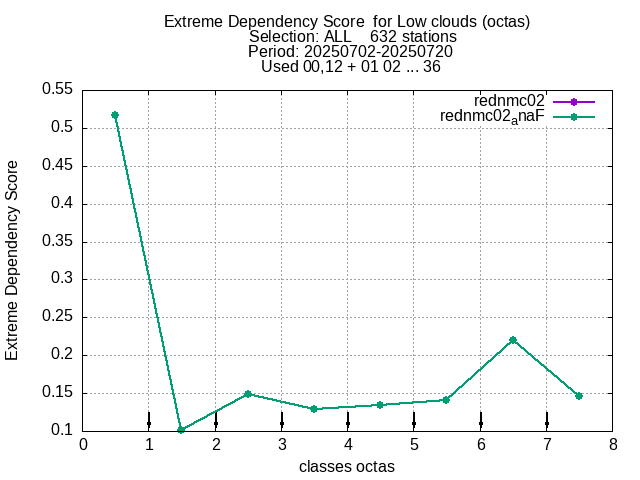 Extreme Dependency Score  for Low clouds (octas)
Selection: ALL    632 stations
Period: 20250702-20250720
Used 00,12 + 01 02 ... 36
rednmc02
rednmc02_anaF
Extreme Dependency Score
0.55
0.5
0.45
0.4
0.35
0.3
0.25
0.2
0.15
0.1
0 1 2 3 4 5 6 7 8
classes octas